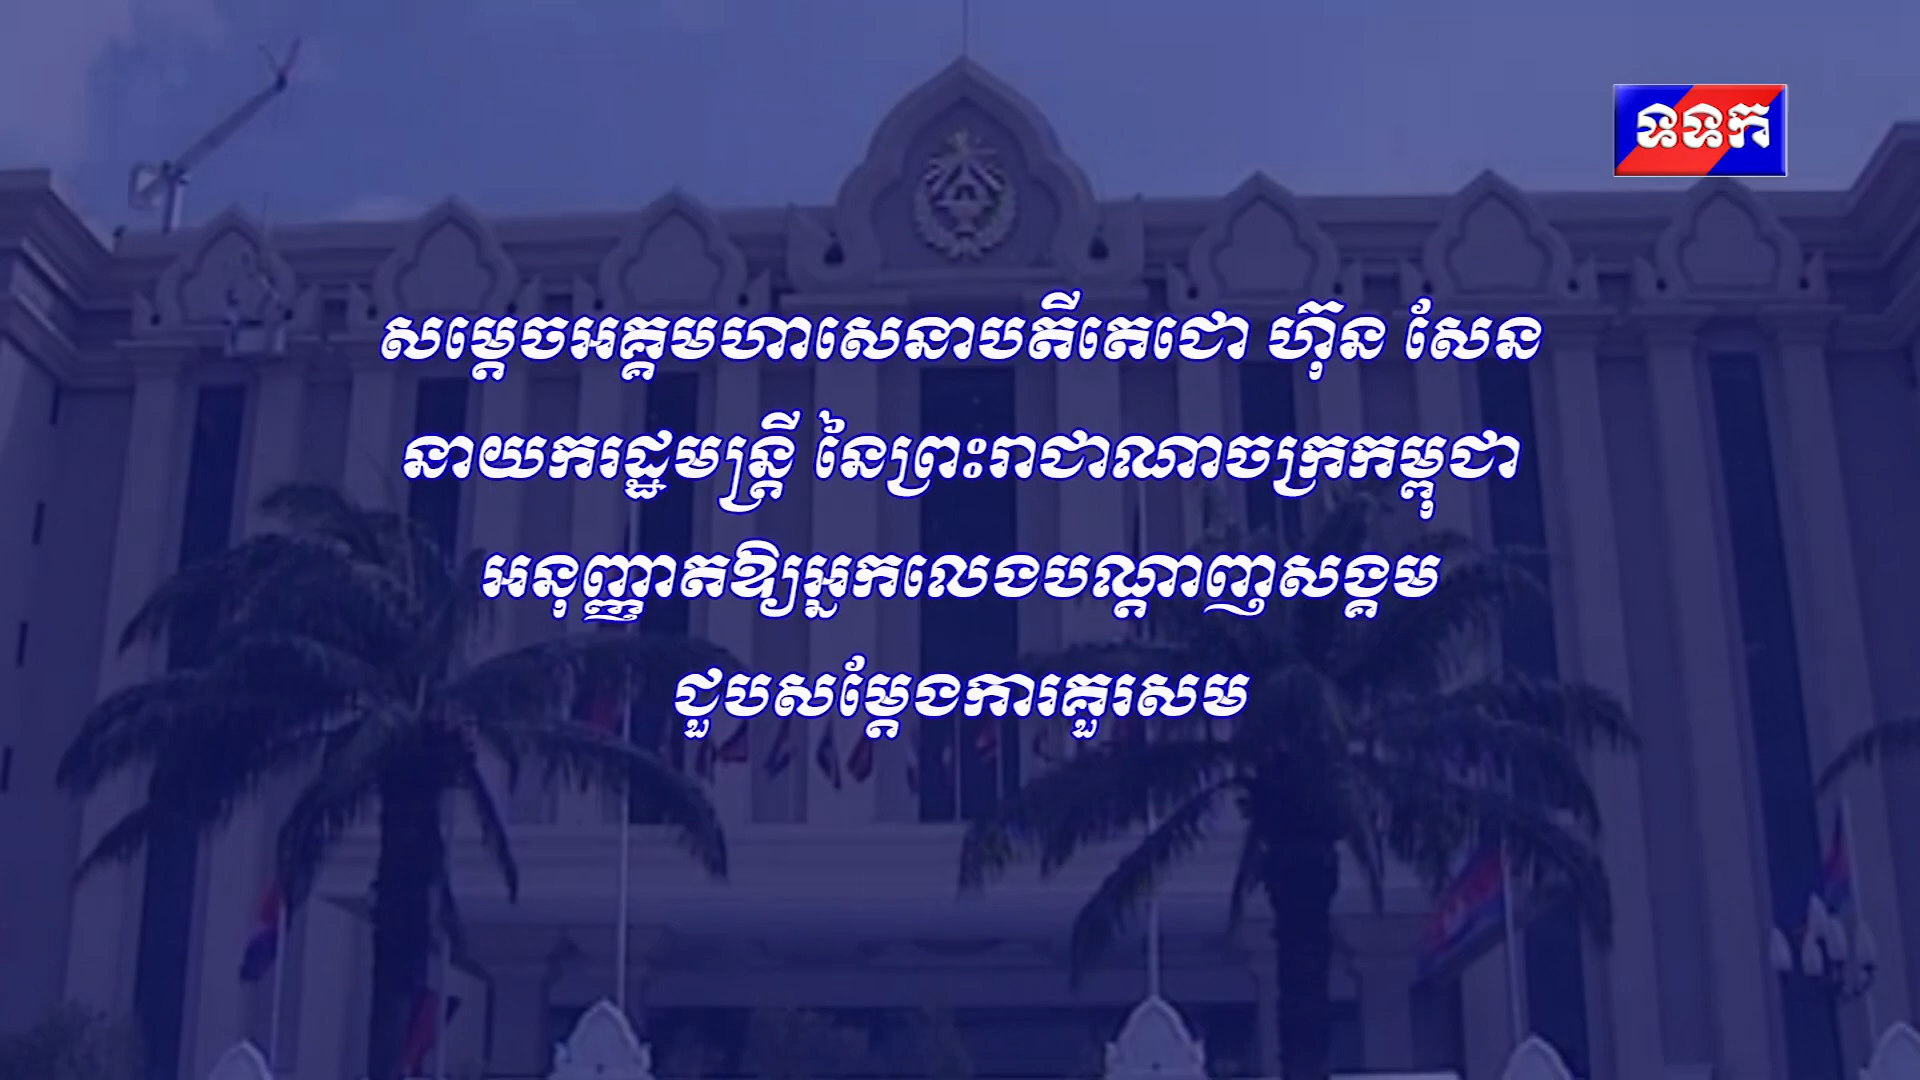 ទទក
សម្តេចអគ្គមហាសេនាបតីតេជោ ហ៊ុន សែន
នាយករដ្ឋមន្ត្រី នៃព្រះរាជាណាចក្រកម្ពុជា
អនុញ្ញាតឱ្យអ្នកលេងបណ្តាញសង្គម
ជួបសម្តែងការគួរសម